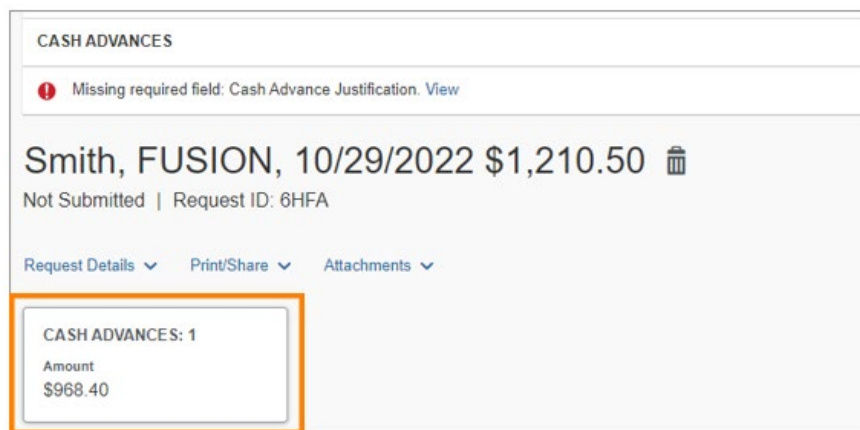 CASH ADVANCES
Missing required field: Cash Advance Justification. View
Smith, FUSION, 10/29/2022 $1,210.50
Not Submitted | Request ID: 6HFA
Request Details Print/Share Attachments
CASH ADVANCES: 1
Amount
$968.40